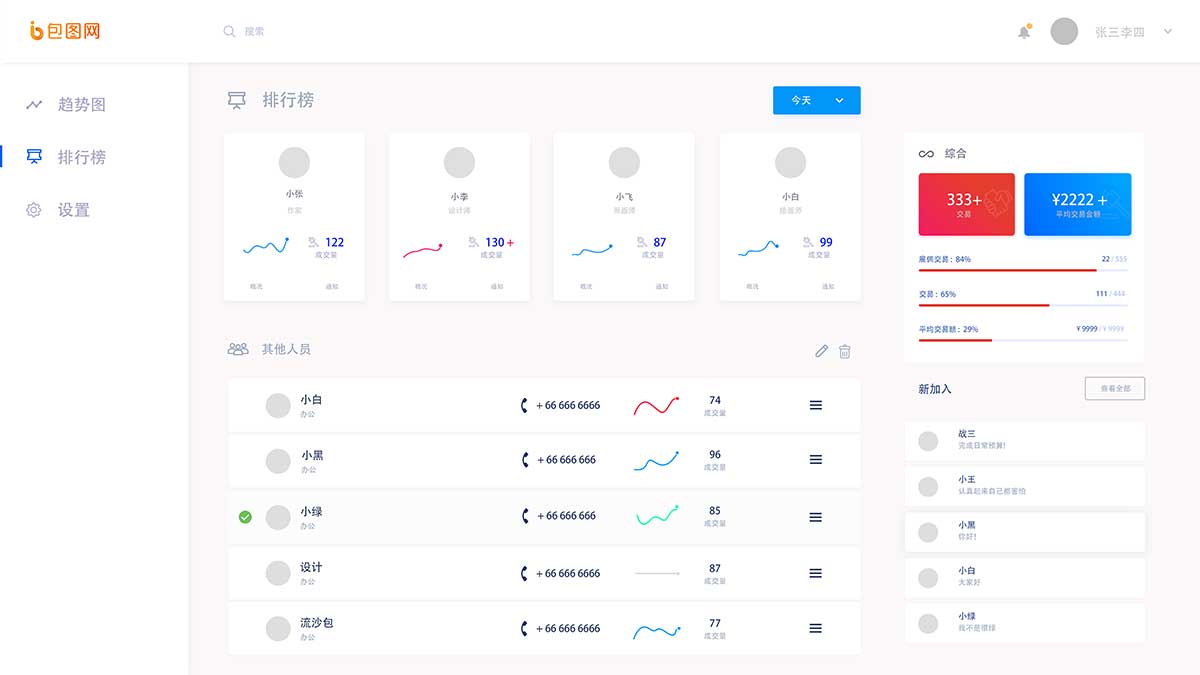 包图网
搜索
张三李四
趋势图
排行榜
设置
排行榜
今天
小张
作家
122
成交量
概况
通知
小李
设计师
130+
成交量
概况
通知
小飞
87
成交量
概况
通知
小白
插画师
99
成交量
概况
通知
其他人员
小白
办公
+ 66 666 6666
74
成交量
小黑
办公
+ 66 666 666
96
成交量
小绿
办公
+ 66 666 666
85
成交量
设计
办公
+ 66 666 6666
87
成交量
流沙包
办公
+ 66 666 6666
77
成交量
综合
333+
交易
¥2222 +
平均交易金额
展供交易：84%
22 / 555
交易：65%
111 / 444
平均交易额：29%
¥ 9999 / ¥ 999¥
新加入
查看全部
战三
完成日常预算!
小王
认真起来自己都害怕
小黑
你好!
小白
大家好
小绿
我不是很绿